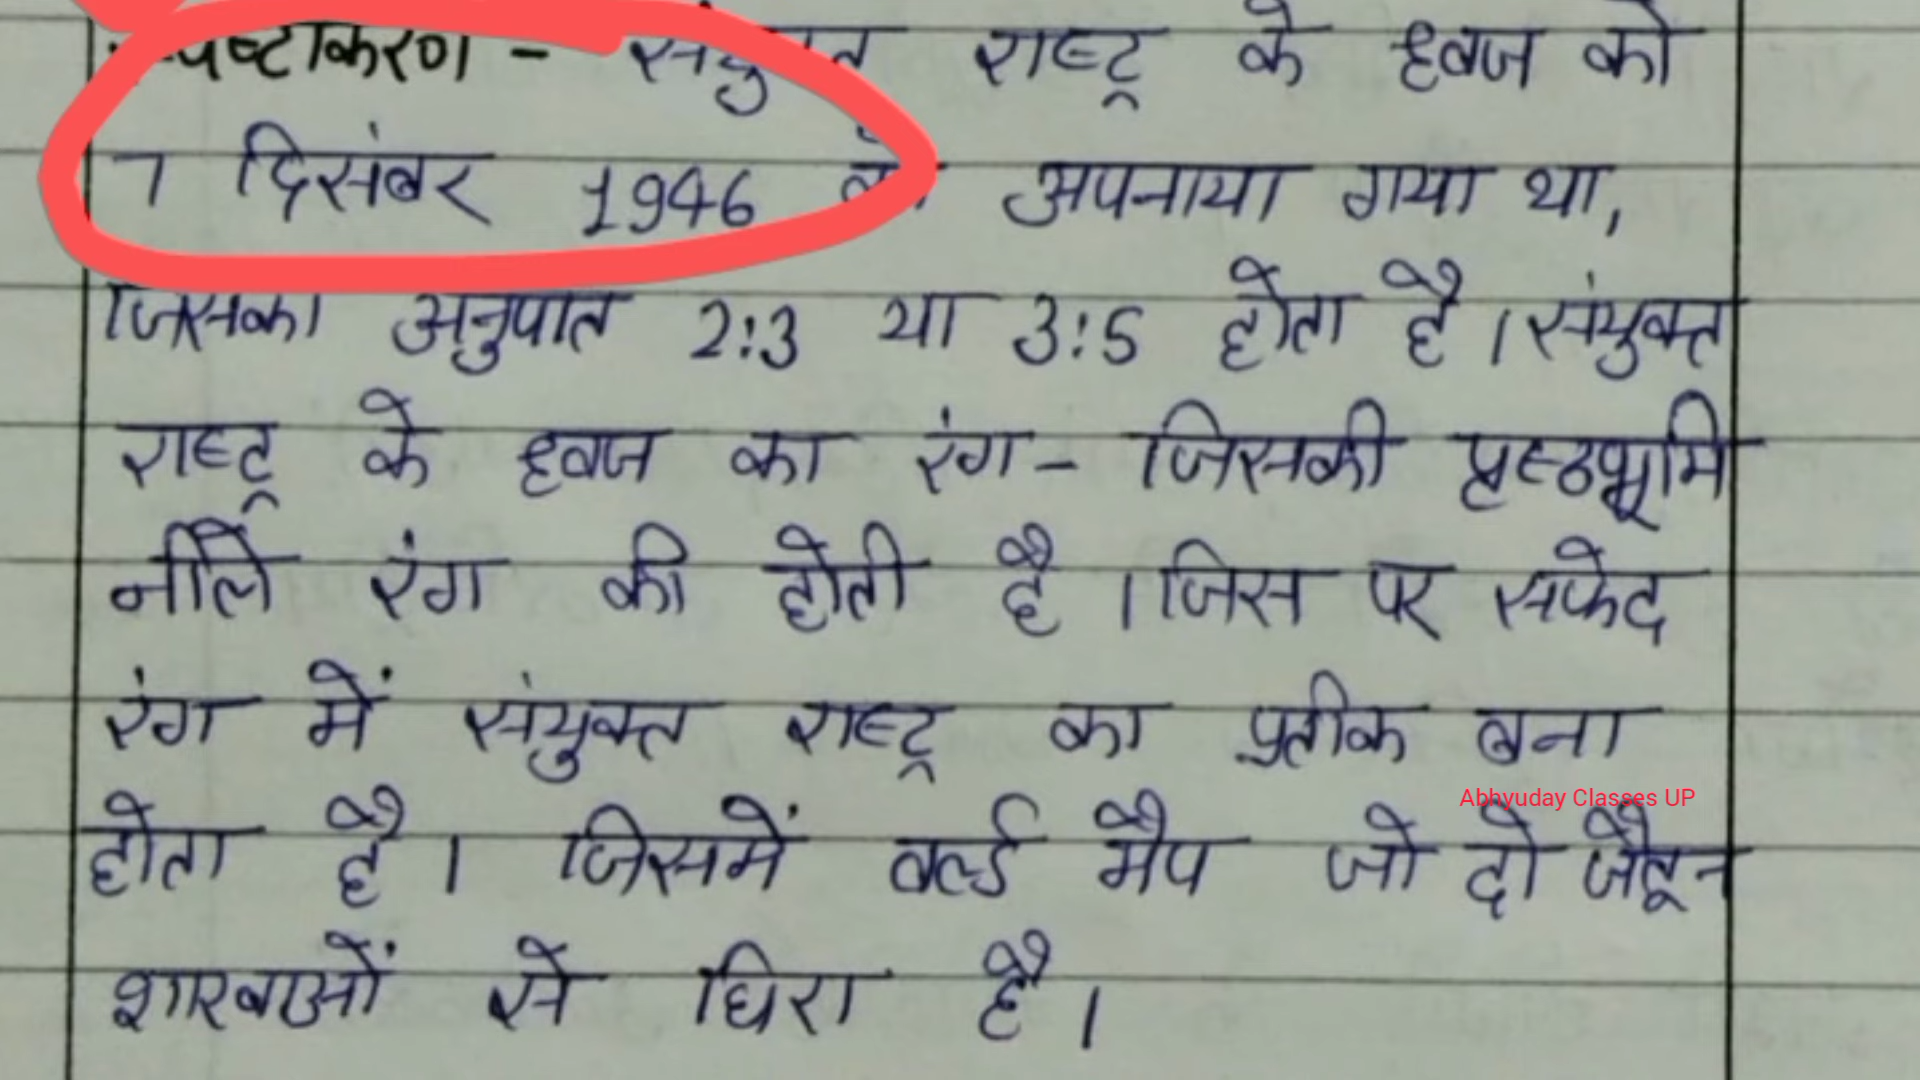 स्पष्टीकरण - संयुक्त राष्ट्र के ध्वज को
7 दिसंबर 1946 को अपनाया गया था,
जिसका अनुपात 2:3 या 3:5 होता है। संयुक्त
राष्ट्र के ध्वज का रंग- जिसकी पृष्ठभूमि
नीले रंग की होती है। जिस पर सफेद
रंग में संयुक्त राष्ट्र का प्रतीक बना
Abhyuday Classes UP
होता है। जिसमें वर्ल्ड मैप जो दो जैतून
शाखाओं से घिरा है।